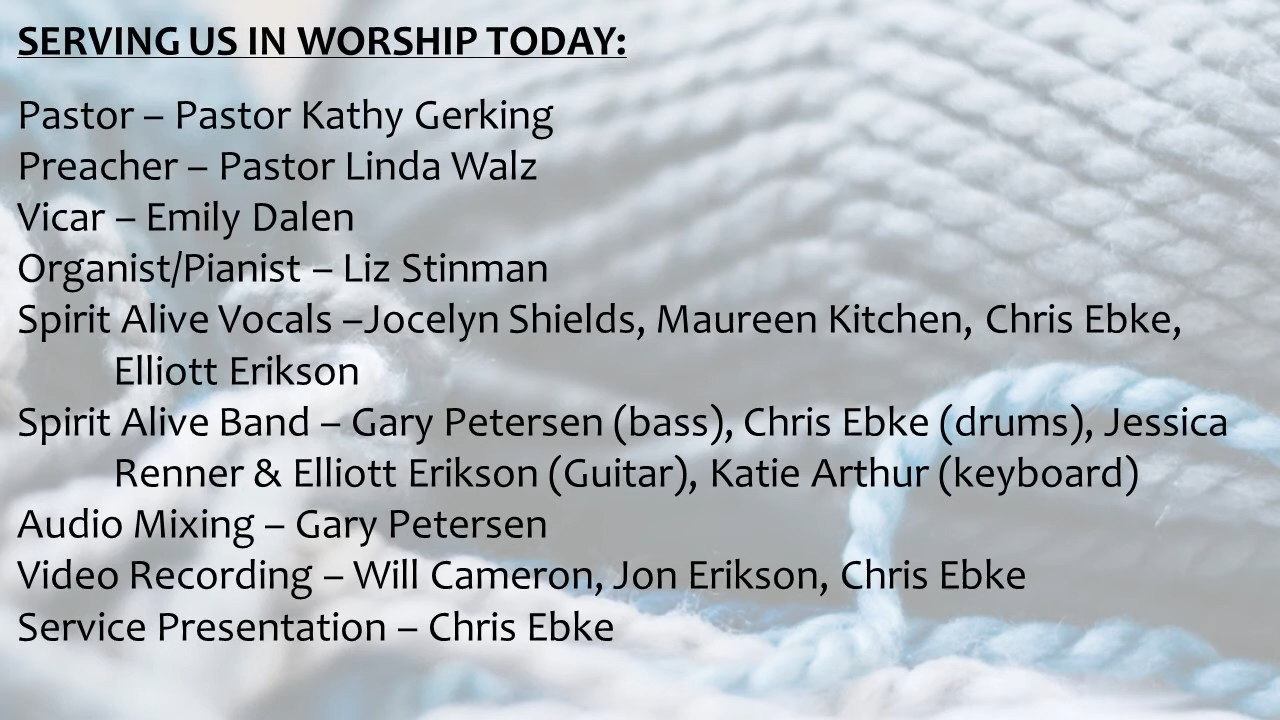 SERVING US IN WORSHIP TODAY:
Pastor – Pastor Kathy Gerking
Preacher – Pastor Linda Walz
Vicar – Emily Dalen
Organist/Pianist – Liz Stinman
Spirit Alive Vocals –Jocelyn Shields, Maureen Kitchen, Chris Ebke,
Elliott Erikson
Spirit Alive Band – Gary Petersen (bass), Chris Ebke (drums), Jessica
Renner & Elliott Erikson (Guitar), Katie Arthur (keyboard)
Audio Mixing – Gary Petersen
Video Recording – Will Cameron, Jon Erikson, Chris Ebke
Service Presentation – Chris Ebke